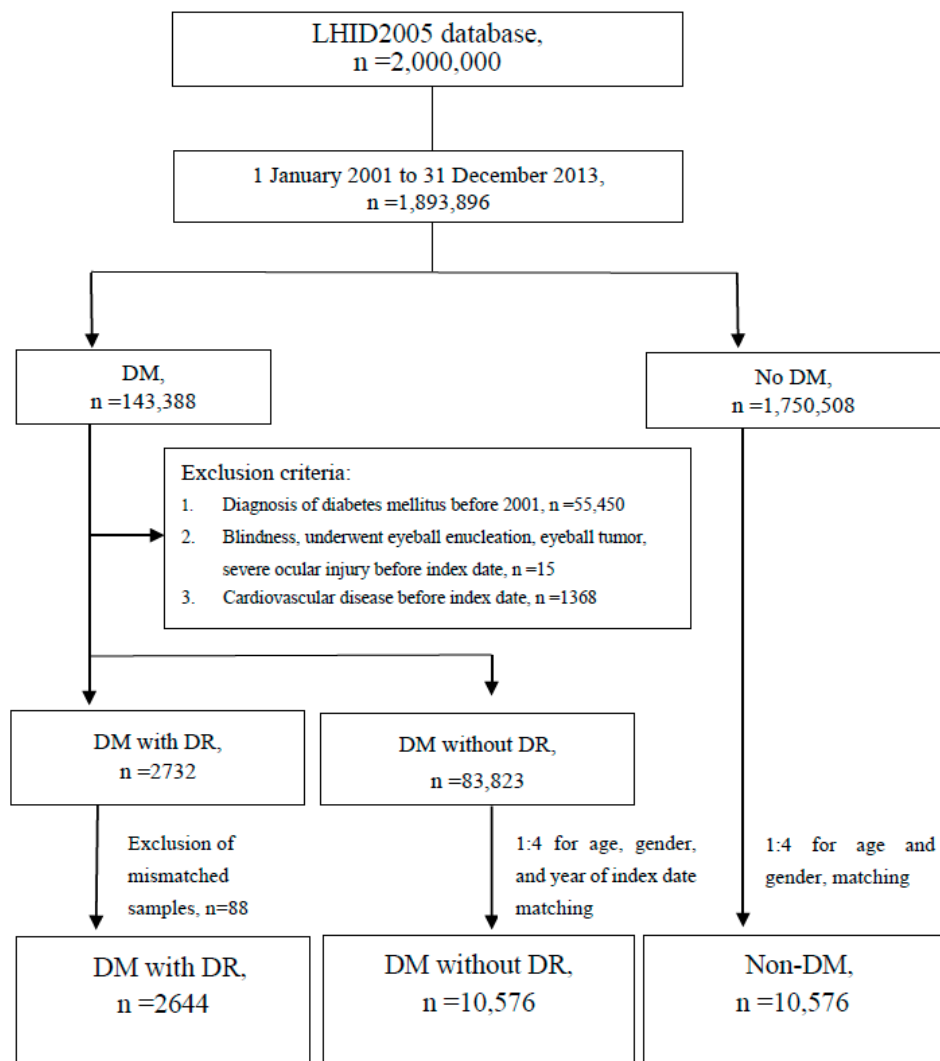 LHID2005 database,
n =2,000,000
1 January 2001 to 31 December 2013,
n =1,893,896
DM,
n =143,388
No DM,
n =1,750,508
Exclusion criteria:
1. Diagnosis of diabetes mellitus before 2001, n =55,450
2. Blindness, underwent eyeball enucleation, eyeball tumor,
severe ocular injury before index date, n =15
3. Cardiovascular disease before index date, n =1368
DM with DR,
n =2732
DM without DR,
n =83,823
Exclusion of
mismatched
samples, n=88
1:4 for age, gender,
and year of index date
matching
1:4 for age and
gender, matching
DM with DR,
n =2644
DM without DR,
n =10,576
Non-DM,
n =10,576